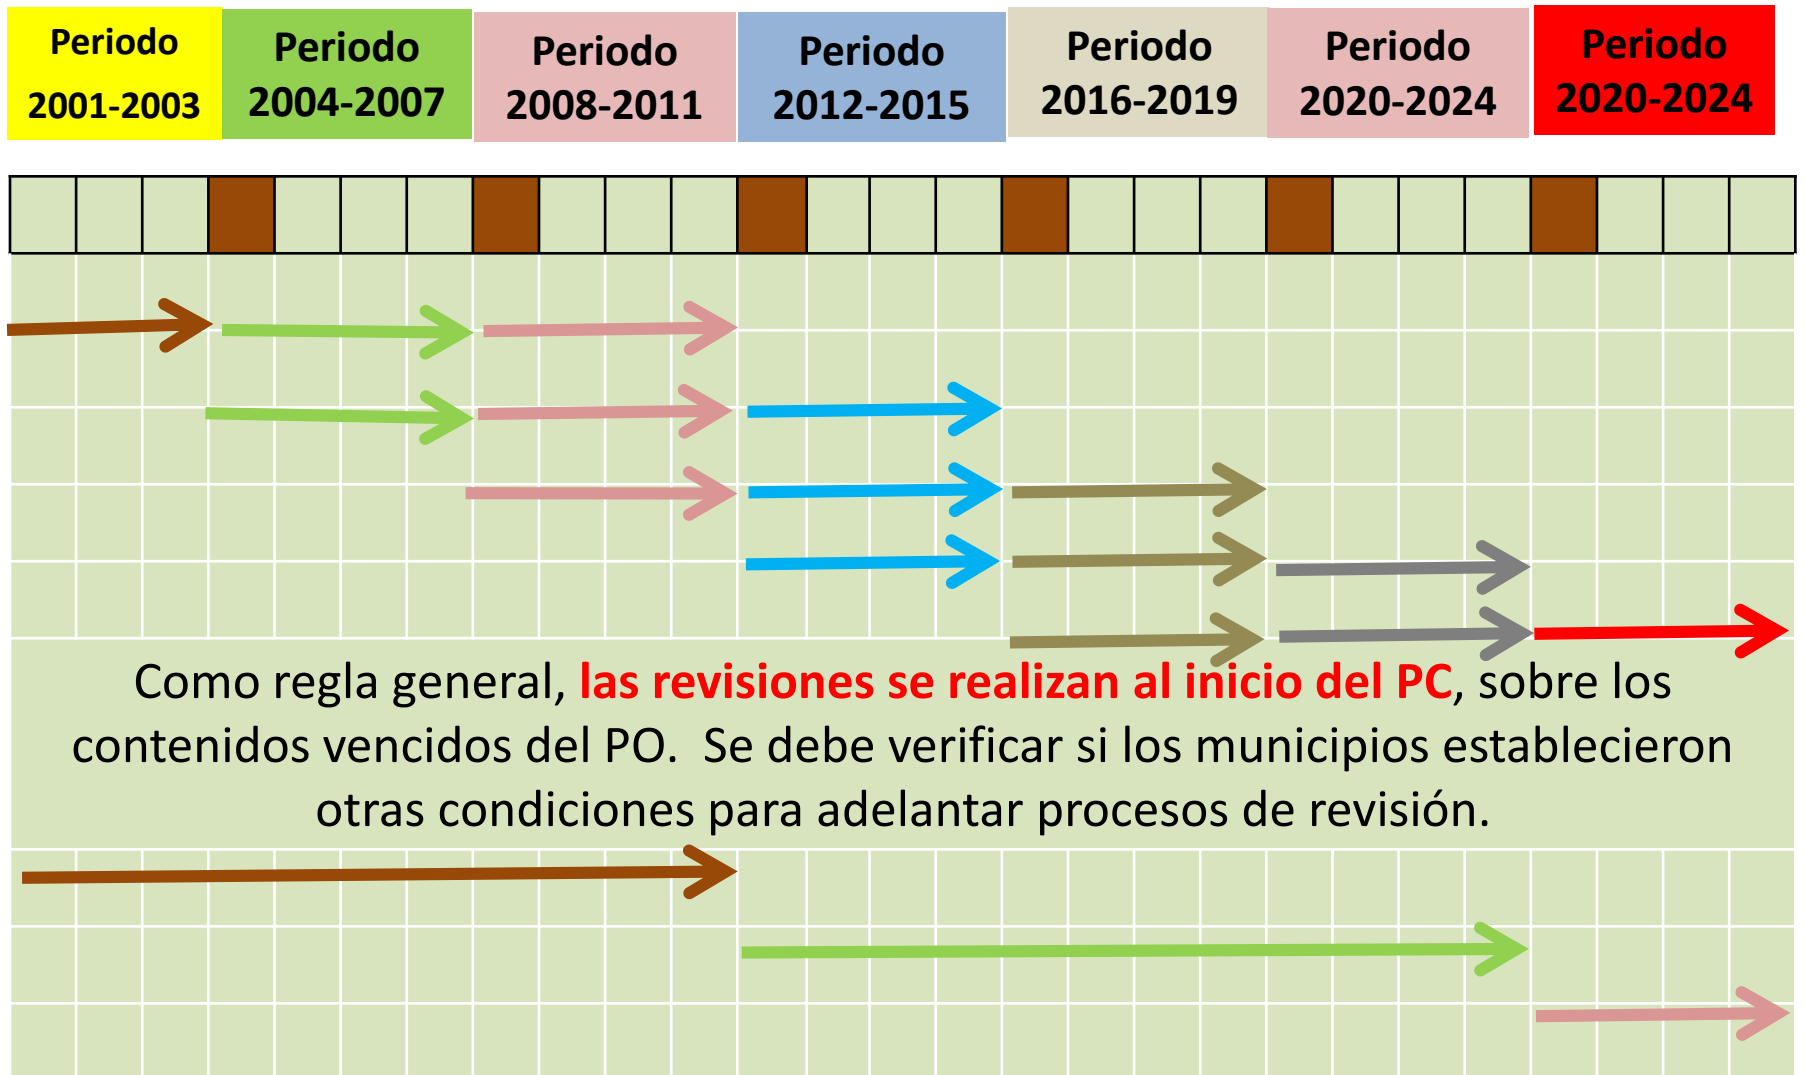 Periodo
2001-2003
Periodo
2004-2007
Periodo
2008-2011
Periodo
2012-2015
Periodo
2016-2019
Periodo
2020-2024
Periodo
2020-2024
Como regla general, las revisiones se realizan al inicio del PC, sobre los
contenidos vencidos del PO. Se debe verificar si los municipios establecieron
otras condiciones para adelantar procesos de revisión.